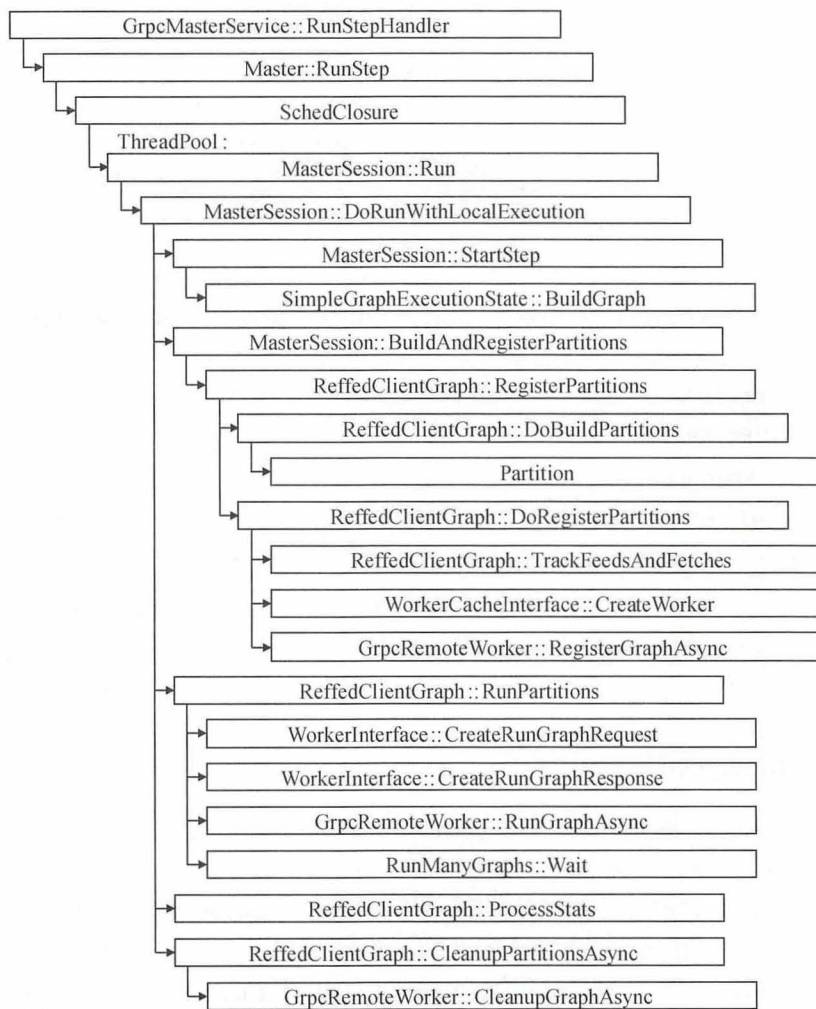 GrpcMasterService::RunStepHandler
Master::RunStep
SchedClosure
ThreadPool:
MasterSession::Run
MasterSession::DoRunWithLocalExecution
MasterSession::StartStep
SimpleGraphExecutionState::BuildGraph
MasterSession::BuildAndRegisterPartitions
ReffedClientGraph::RegisterPartitions
ReffedClientGraph::DoBuildPartitions
Partition
ReffedClientGraph::DoRegisterPartitions
ReffedClientGraph::TrackFeedsAndFetches
WorkerCacheInterface::CreateWorker
GrpcRemoteWorker::RegisterGraphAsync
ReffedClientGraph::RunPartitions
WorkerInterface::CreateRunGraphRequest
WorkerInterface::CreateRunGraphResponse
GrpcRemoteWorker::RunGraphAsync
RunManyGraphs::Wait
ReffedClientGraph::ProcessStats
ReffedClientGraph::CleanupPartitionsAsync
GrpcRemoteWorker::CleanupGraphAsync